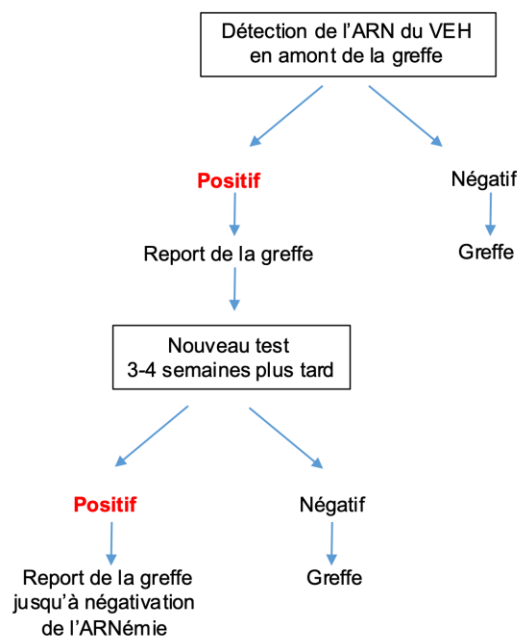 Détection de l'ARN du VEH
en amont de la greffe
Positif
Négatif
Report de la greffe
Greffe
Nouveau test
3-4 semaines plus tard
Positif
Négatif
Report de la greffe
jusqu'à négativation
de l'ARNémie
Greffe